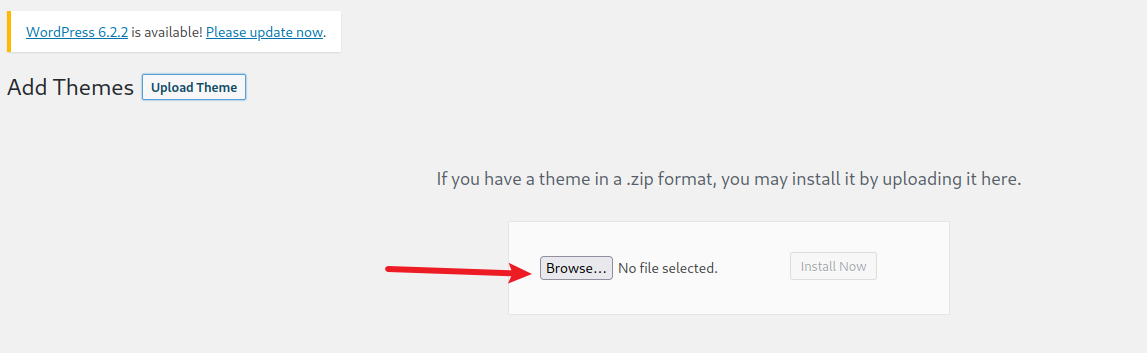 WordPress 6.2.2 is available! Please update now.
Add Themes Upload Theme
If you have a theme in a .zip format, you may install it by uploading it here.
Browse... No file selected. Install Now